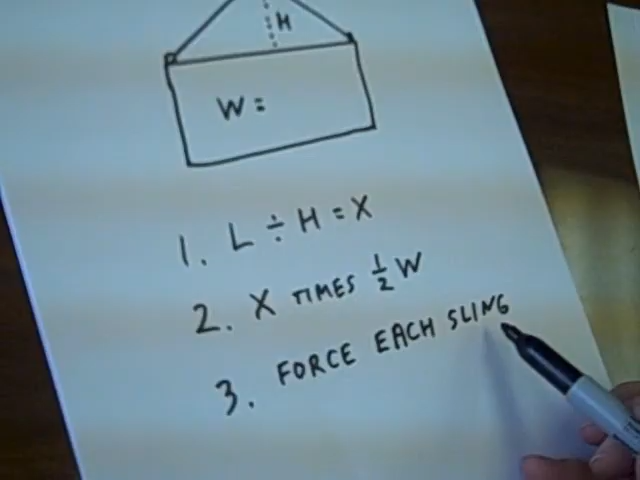 H
W =
1. L ÷ H = X
2. X TIMES 1/2 W
3. FORCE EACH SLING